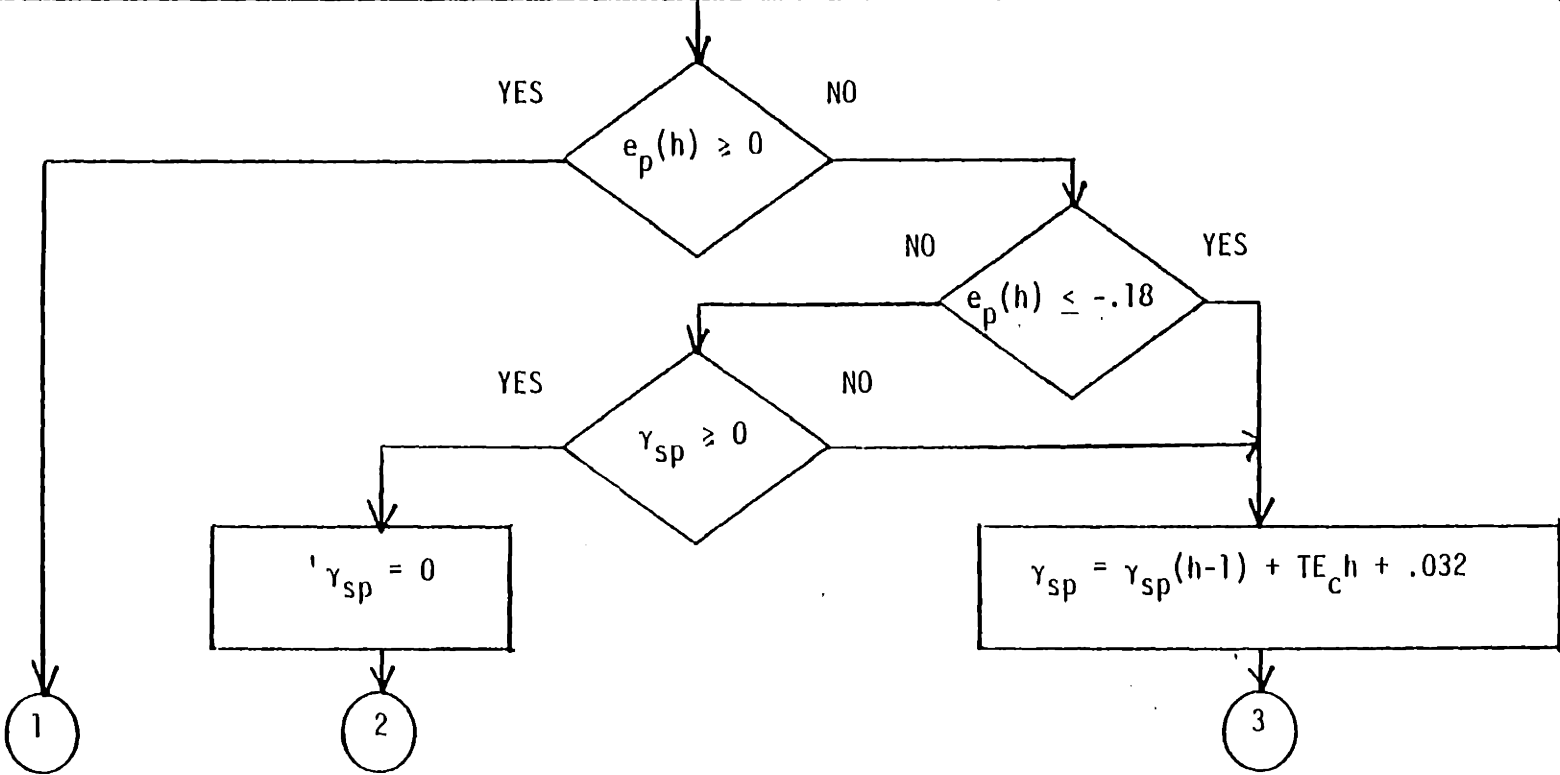 YES
NO
e_p(h) ≥ 0
NO
YES
e_p(h) ≤ -.18
YES
NO
γ_sp ≥ 0
γ_sp = 0
γ_sp = γ_sp(h-1) + TE_c h + .032
1
2
3